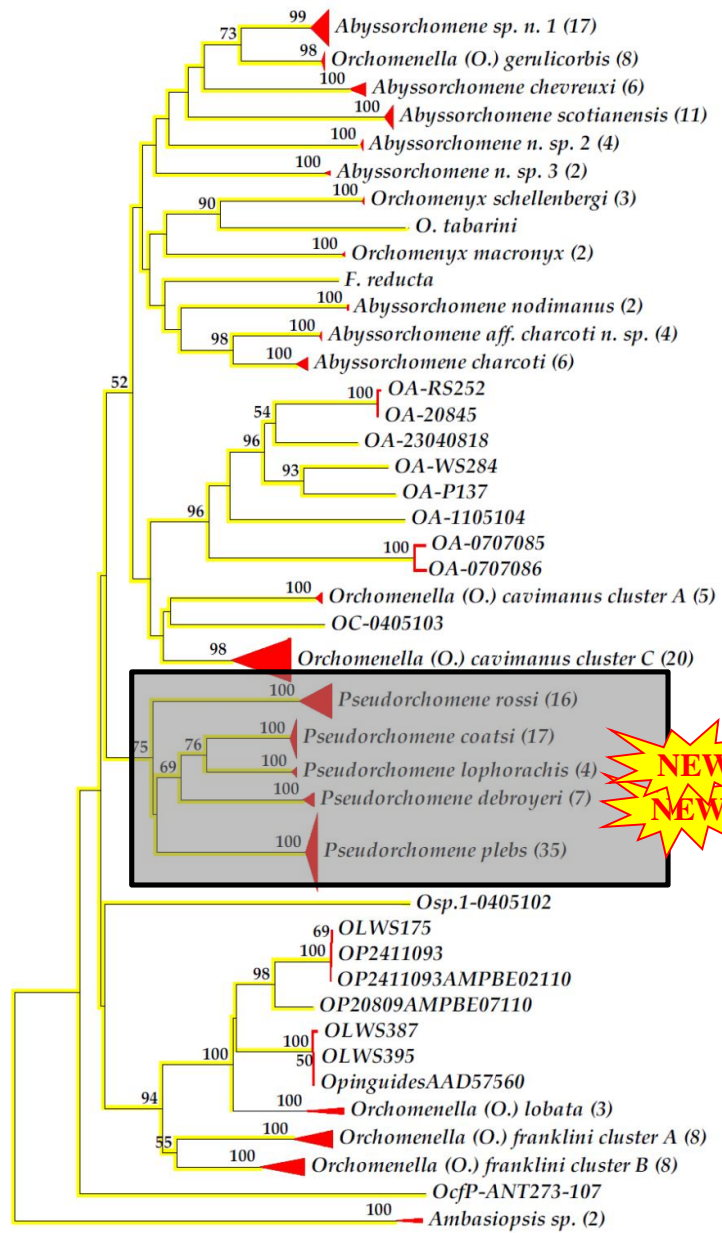 99 Abyssorchomene sp. n. 1 (17)
73
98 Orchomenella (O.) gerulicorbis (8)
100 Abyssorchomene chevreuxi (6)
100 Abyssorchomene scotianensis (11)
100 Abyssorchomene n. sp. 2 (4)
100 Abyssorchomene n. sp. 3 (2)
100 Orchomenyx schellenbergi (3)
90
O. tabarini
100 Orchomenyx macronyx (2)
F. reducta
100 Abyssorchomene nodimanus (2)
100 Abyssorchomene aff. charcoti n. sp. (4)
98
100 Abyssorchomene charcoti (6)
52
OA-RS252
100
OA-20845
54
OA-23040818
96
OA-WS284
93
OA-P137
96
OA-1105104
OA-0707085
100
OA-0707086
100 Orchomenella (O.) cavimanus cluster A (5)
OC-0405103
98 Orchomenella (O.) cavimanus cluster C (20)
100 Pseudorchomene rossi (16)
75
100 Pseudorchomene coatsi (17)
76
100 Pseudorchomene lophorachis (4) NEW
69
100 Pseudorchomene debroyeri (7) NEW
100 Pseudorchomene plebs (35)
Osp.1-0405102
69 OLWS175
100 OP2411093
OP2411093AMPBE02110
98
OP20809AMPBE07110
OLWS387
100 OLWS395
50
OpinguidesAAD57560
100
100 Orchomenella (O.) lobata (3)
94
100 Orchomenella (O.) franklini cluster A (8)
55
100 Orchomenella (O.) franklini cluster B (8)
OcfP-ANT273-107
100 Ambasiopsis sp. (2)